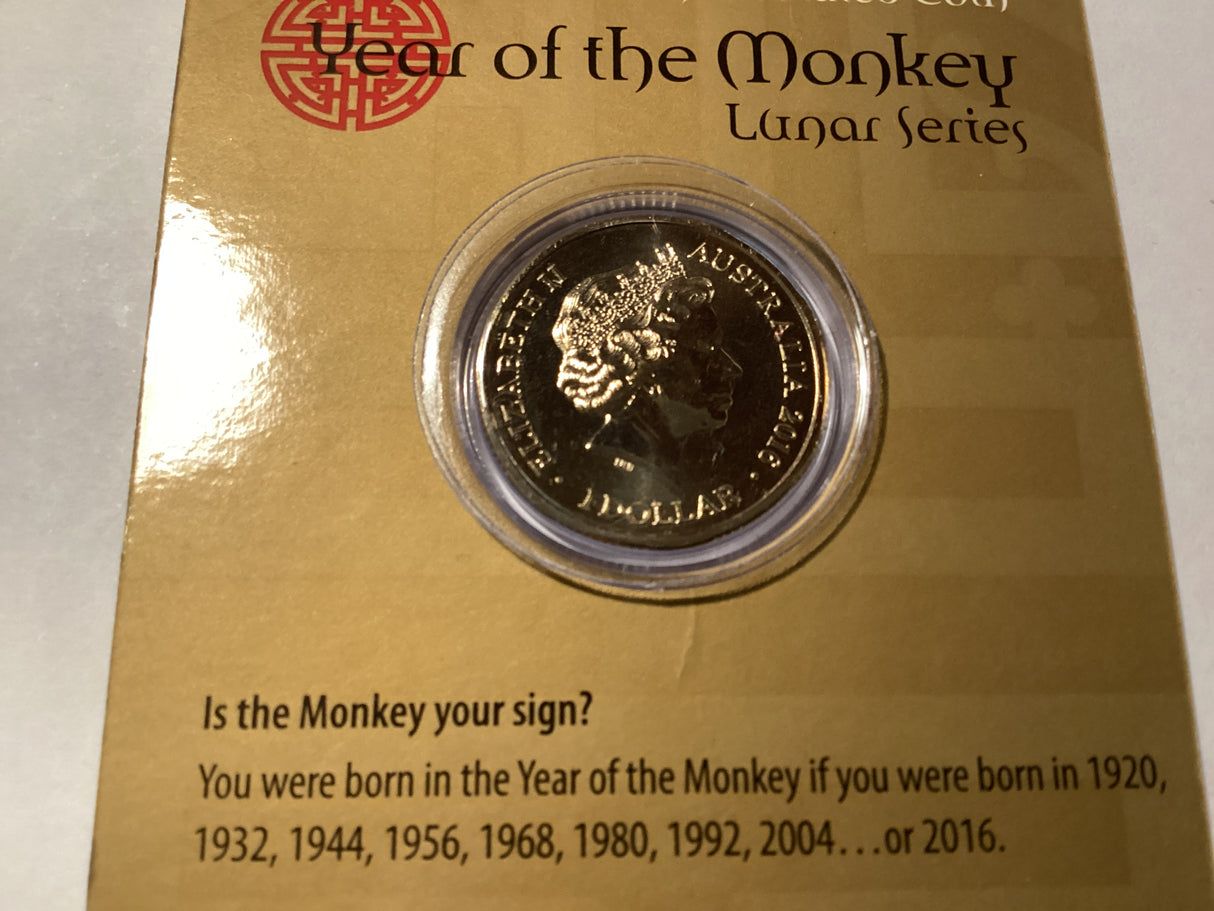 Coin
Year of the Monkey
Lunar Series
ELIZABETH II
AUSTRALIA 2016
1 DOLLAR
Is the Monkey your sign?
You were born in the Year of the Monkey if you were born in 1920,
1932, 1944, 1956, 1968, 1980, 1992, 2004...or 2016.